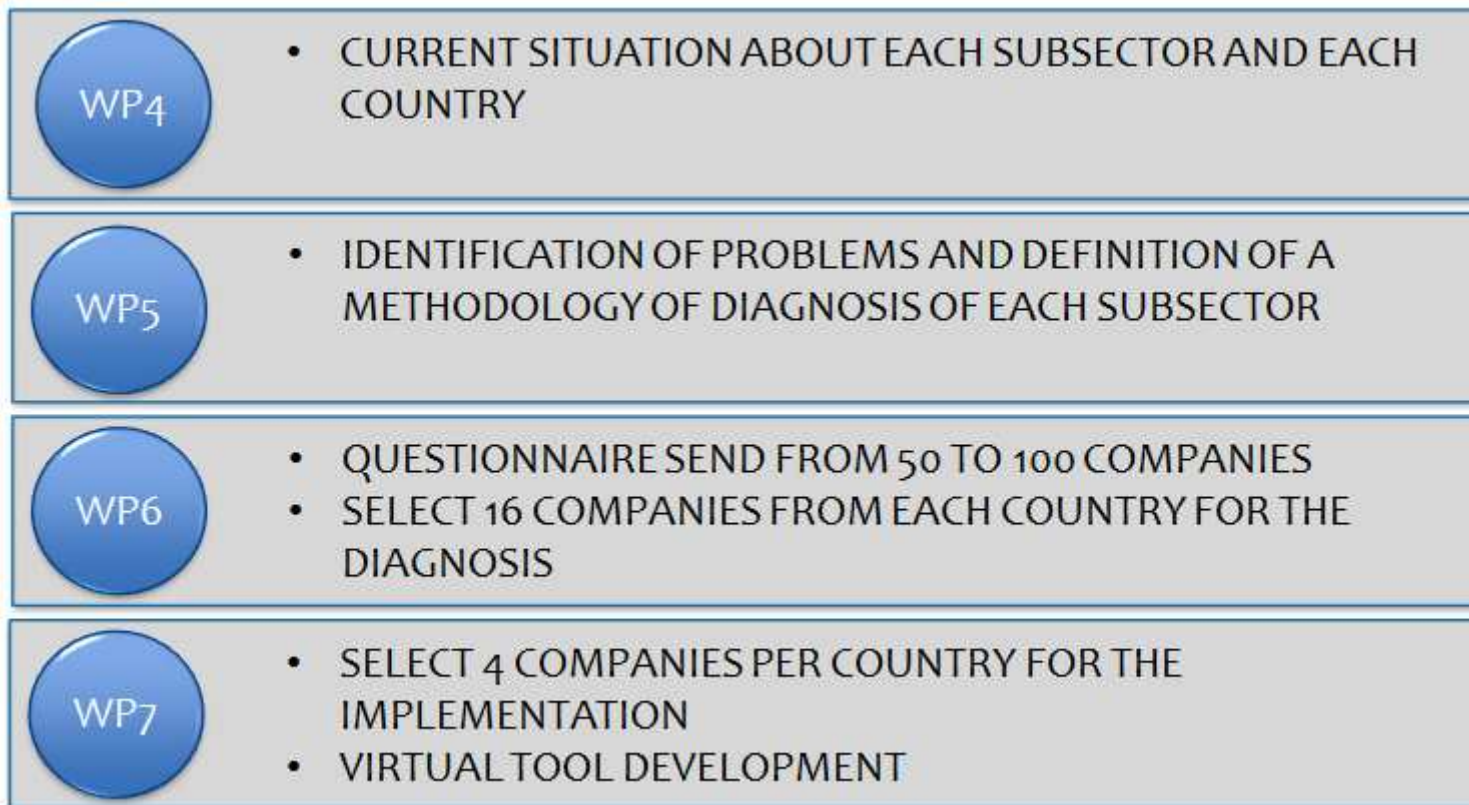 WP4
• CURRENT SITUATION ABOUT EACH SUBSECTOR AND EACH
COUNTRY
WP5
• IDENTIFICATION OF PROBLEMS AND DEFINITION OF A
METHODOLOGY OF DIAGNOSIS OF EACH SUBSECTOR
WP6
• QUESTIONNAIRE SEND FROM 50 TO 100 COMPANIES
• SELECT 16 COMPANIES FROM EACH COUNTRY FOR THE
DIAGNOSIS
WP7
• SELECT 4 COMPANIES PER COUNTRY FOR THE
IMPLEMENTATION
• VIRTUAL TOOL DEVELOPMENT